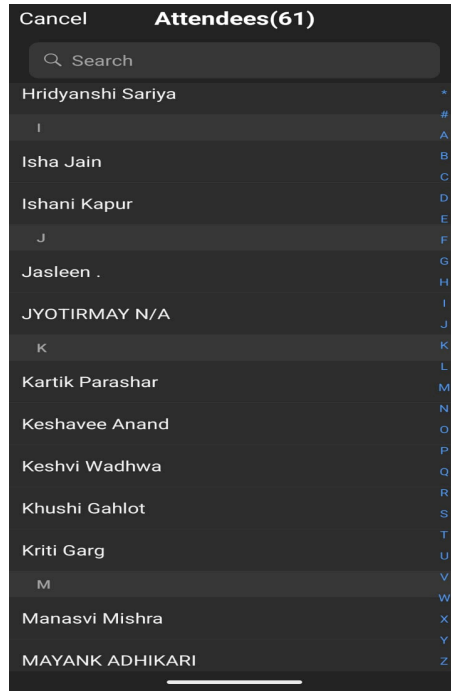 Cancel Attendees(61)
Search
Hridyanshi Sariya
I
Isha Jain
Ishani Kapur
J
Jasleen .
JYOTIRMAY N/A
K
Kartik Parashar
Keshavee Anand
Keshvi Wadhwa
Khushi Gahlot
Kriti Garg
M
Manasvi Mishra
MAYANK ADHIKARI
*
#
A
B
C
D
E
F
G
H
I
J
K
L
M
N
O
P
Q
R
S
T
U
V
W
X
Y
Z